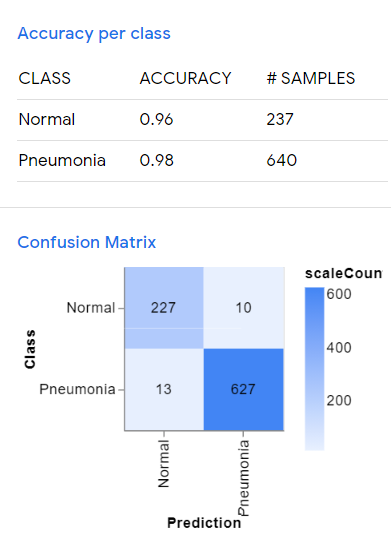 Accuracy per class
CLASS ACCURACY # SAMPLES
Normal 0.96 237
Pneumonia 0.98 640
Confusion Matrix
scaleCoun
Class
Normal 227 10
Pneumonia 13 627
600
400
200
Normal
Pneumonia
Prediction